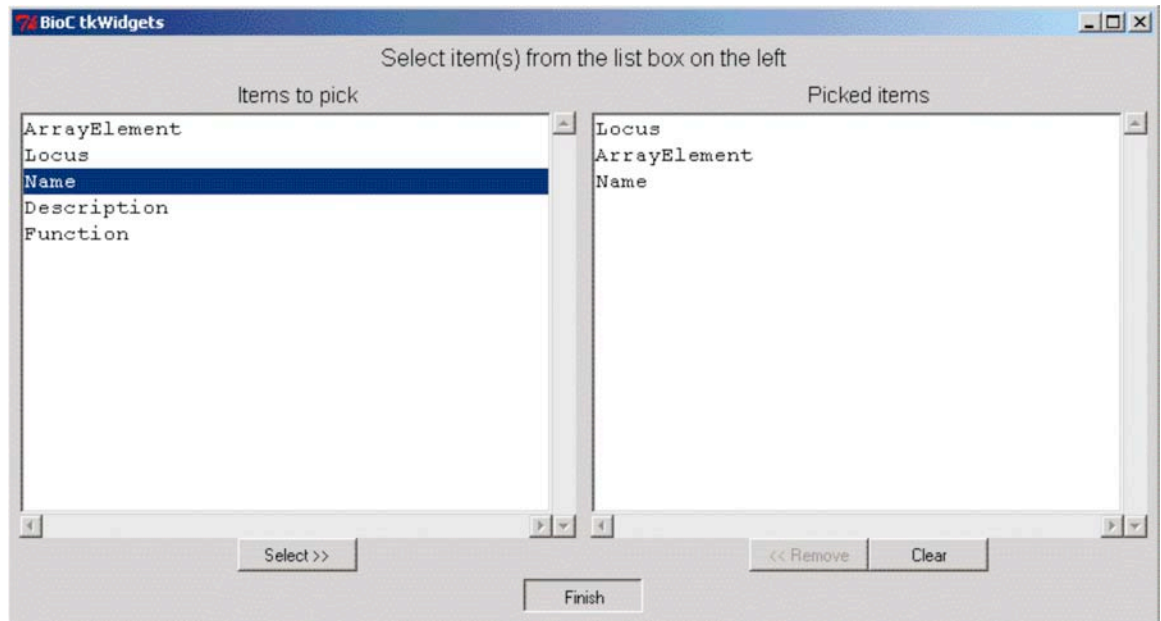 BioC tkWidgets
Select item(s) from the list box on the left
Items to pick
Picked items
ArrayElement
Locus
Name
Description
Function
Locus
ArrayElement
Name
Select >>
<< Remove
Clear
Finish